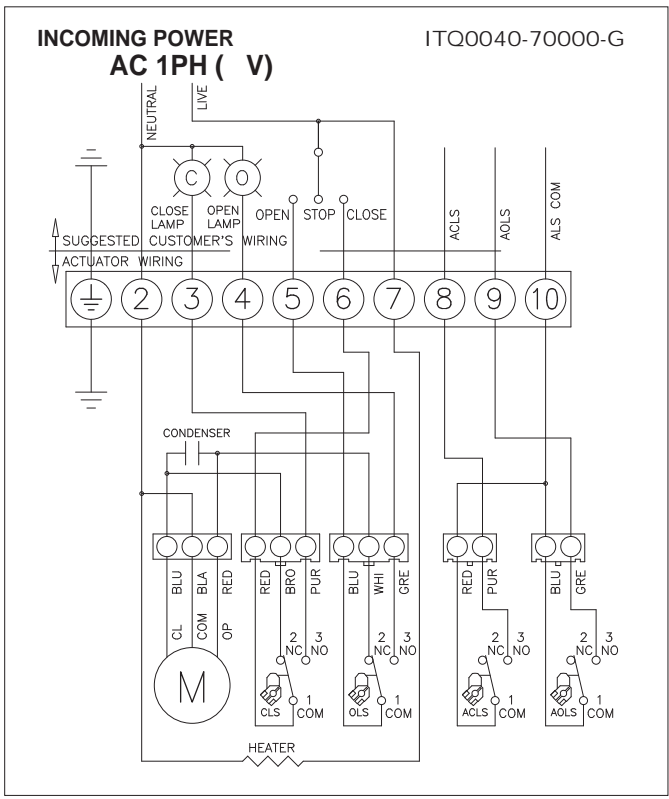 INCOMING POWER
ITQ0040-70000-G
AC 1PH ( V)
NEUTRAL
LIVE
C
O
CLOSE LAMP
OPEN LAMP
OPEN
STOP
CLOSE
ACLS
AOLS
ALS COM
SUGGESTED CUSTOMER'S WIRING
ACTUATOR WIRING
2
3
4
5
6
7
8
9
10
CONDENSER
BLU
BLA
RED
RED
BRO
PUR
BLU
WHI
GRE
RED
PUR
BLU
GRE
CL
COM
OP
M
2 NC
3 NO
CLS
1 COM
2 NC
3 NO
OLS
1 COM
2 NC
3 NO
ACLS
1 COM
2 NC
3 NO
AOLS
1 COM
HEATER